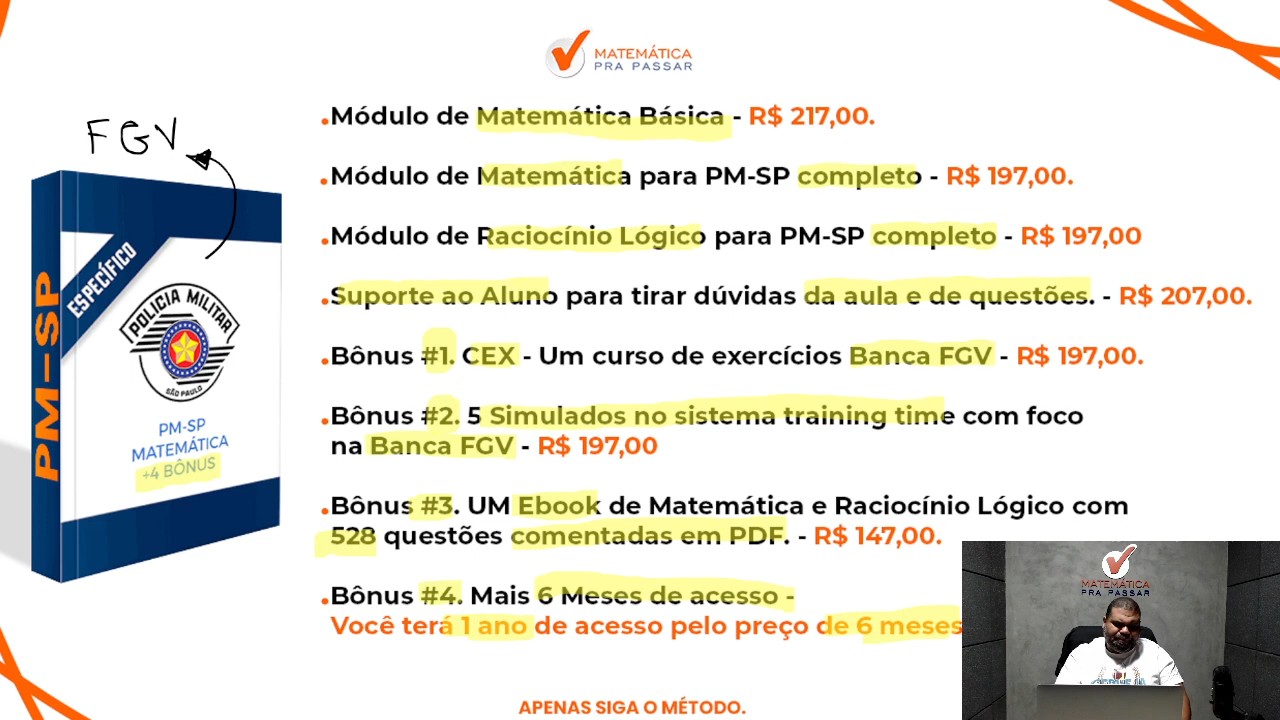 MATEMÁTICA
PRA PASSAR
FGV
•Módulo de Matemática Básica - R$ 217,00.
•Módulo de Matemática para PM-SP completo - R$ 197,00.
•Módulo de Raciocínio Lógico para PM-SP completo - R$ 197,00
•Suporte ao Aluno para tirar dúvidas da aula e de questões. - R$ 207,00.
•Bônus #1. CEX - Um curso de exercícios Banca FGV - R$ 197,00.
•Bônus #2. 5 Simulados no sistema training time com foco
na Banca FGV - R$ 197,00
•Bônus #3. UM Ebook de Matemática e Raciocínio Lógico com
528 questões comentadas em PDF. - R$ 147,00.
•Bônus #4. Mais 6 Meses de acesso -
Você terá 1 ano de acesso pelo preço de 6 meses
PM-SP
ESPECÍFICO
POLÍCIA MILITAR
SÃO PAULO
PM-SP
MATEMÁTICA
+4 BÔNUS
MATEMÁTICA
PRA PASSAR
APENAS SIGA O MÉTODO.